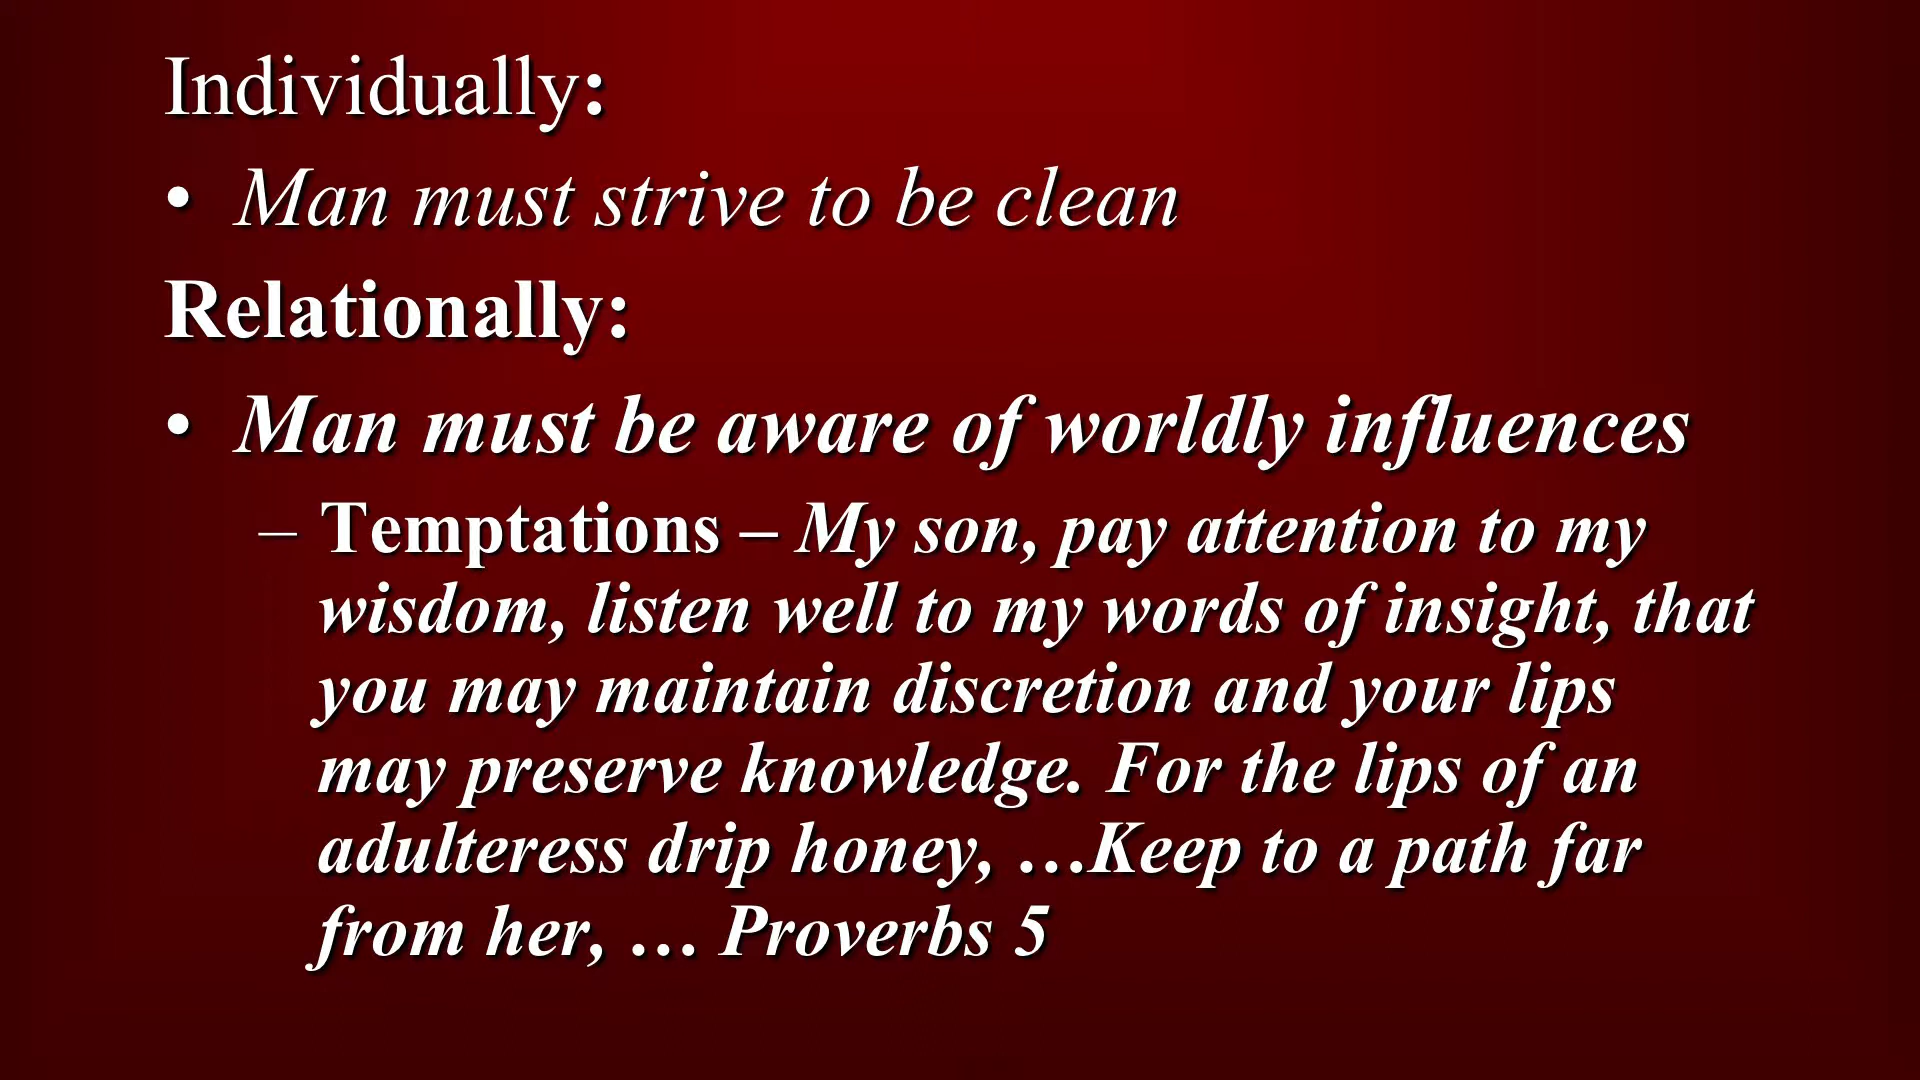 Individually:
• Man must strive to be clean
Relationally:
• Man must be aware of worldly influences
– Temptations – My son, pay attention to my
wisdom, listen well to my words of insight, that
you may maintain discretion and your lips
may preserve knowledge. For the lips of an
adulteress drip honey, …Keep to a path far
from her, … Proverbs 5